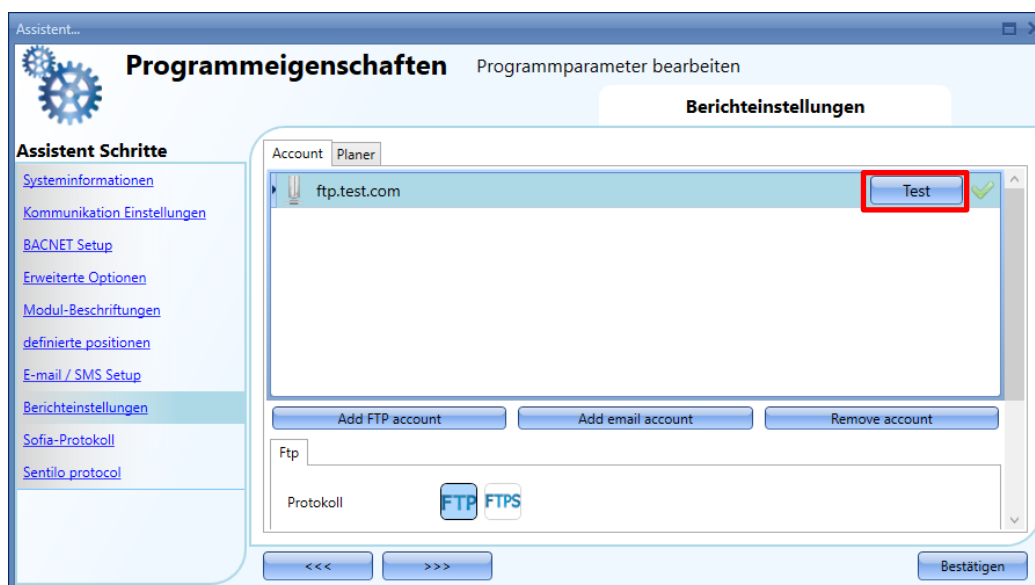 Assistent...
Programmeigenschaften Programmparameter bearbeiten
Berichteinstellungen
Assistent Schritte
Systeminformationen
Kommunikation Einstellungen
BACNET Setup
Erweiterte Optionen
Modul-Beschriftungen
definierte positionen
E-mail / SMS Setup
Berichteinstellungen
Sofia-Protokoll
Sentilo protocol
Account Planer
ftp.test.com Test
Add FTP account Add email account Remove account
Ftp
Protokoll FTP FTPS
<<< >>> Bestätigen